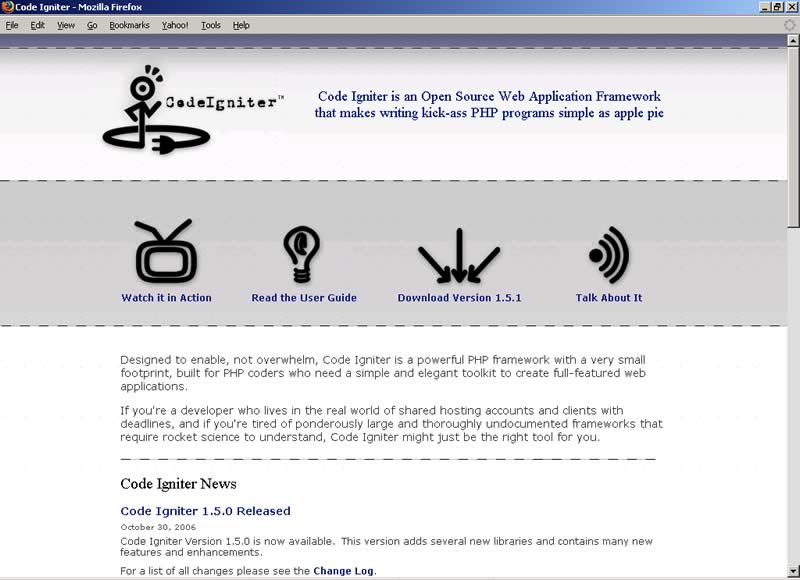 Code Igniter - Mozilla Firefox
File Edit View Go Bookmarks Yahoo! Tools Help
CodeIgniter™
Code Igniter is an Open Source Web Application Framework
that makes writing kick-ass PHP programs simple as apple pie
Watch it in Action
Read the User Guide
Download Version 1.5.1
Talk About It
Designed to enable, not overwhelm, Code Igniter is a powerful PHP framework with a very small
footprint, built for PHP coders who need a simple and elegant toolkit to create full-featured web
applications.
If you're a developer who lives in the real world of shared hosting accounts and clients with
deadlines, and if you're tired of ponderously large and thoroughly undocumented frameworks that
require rocket science to understand, Code Igniter might just be the right tool for you.
Code Igniter News
Code Igniter 1.5.0 Released
October 30, 2006
Code Igniter Version 1.5.0 is now available. This version adds several new libraries and contains many new
features and enhancements.
For a list of all changes please see the Change Log.